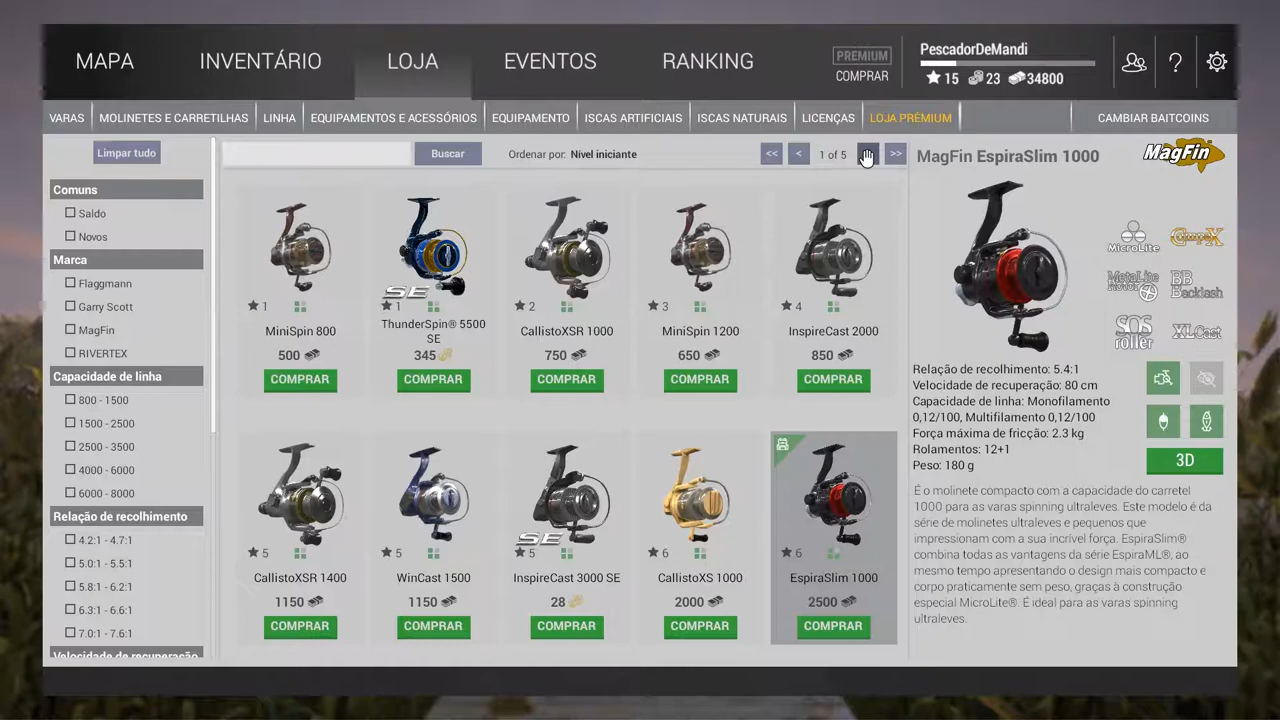 MAPA
INVENTÁRIO
LOJA
EVENTOS
RANKING
PREMIUM
COMPRAR
PescadorDeMandi
15 23 34800
VARAS
MOLINETES E CARRETILHAS
LINHA
EQUIPAMENTOS E ACESSÓRIOS
EQUIPAMENTO
ISCAS ARTIFICIAIS
ISCAS NATURAIS
LICENÇAS
LOJA PRÉMIUM
CAMBIAR BAITCOINS
Limpar tudo
Comuns
Saldo
Novos
Marca
Flaggmann
Garry Scott
MagFin
RIVERTEX
Capacidade de linha
800 - 1500
1500 - 2500
2500 - 3500
4000 - 6000
6000 - 8000
Relação de recolhimento
4.2:1 - 4.7:1
5.0:1 - 5.5:1
5.8:1 - 6.2:1
6.3:1 - 6.6:1
7.0:1 - 7.6:1
Velocidade de recuperação
Buscar
Ordenar por: Nível iniciante
<< < 1 of 5 >>
1
MiniSpin 800
500
COMPRAR
SE
1
ThunderSpin® 5500
SE
345
COMPRAR
2
CallistoXSR 1000
750
COMPRAR
3
MiniSpin 1200
650
COMPRAR
4
InspireCast 2000
850
COMPRAR
5
CallistoXSR 1400
1150
COMPRAR
5
WinCast 1500
1150
COMPRAR
SE
5
InspireCast 3000 SE
28
COMPRAR
6
CallistoXS 1000
2000
COMPRAR
6
EspiraSlim 1000
2500
COMPRAR
MagFin EspiraSlim 1000
MagFin
MicroLite
CompX
MetaLite
Rotor
BB
Backlash
SOS
roller
XLCast
Relação de recolhimento: 5.4:1
Velocidade de recuperação: 80 cm
Capacidade de linha: Monofilamento
0,12/100, Multifilamento 0,12/100
Força máxima de fricção: 2.3 kg
Rolamentos: 12+1
Peso: 180 g
3D
É o molinete compacto com a capacidade do carretel
1000 para as varas spinning ultraleves. Este modelo é da
série de molinetes ultraleves e pequenos que
impressionam com a sua incrível força. EspiraSlim®
combina todas as vantagens da série EspiraML®, ao
mesmo tempo apresentando o design mais compacto e
corpo praticamente sem peso, graças à construção
especial MicroLite®. É ideal para as varas spinning
ultraleves.